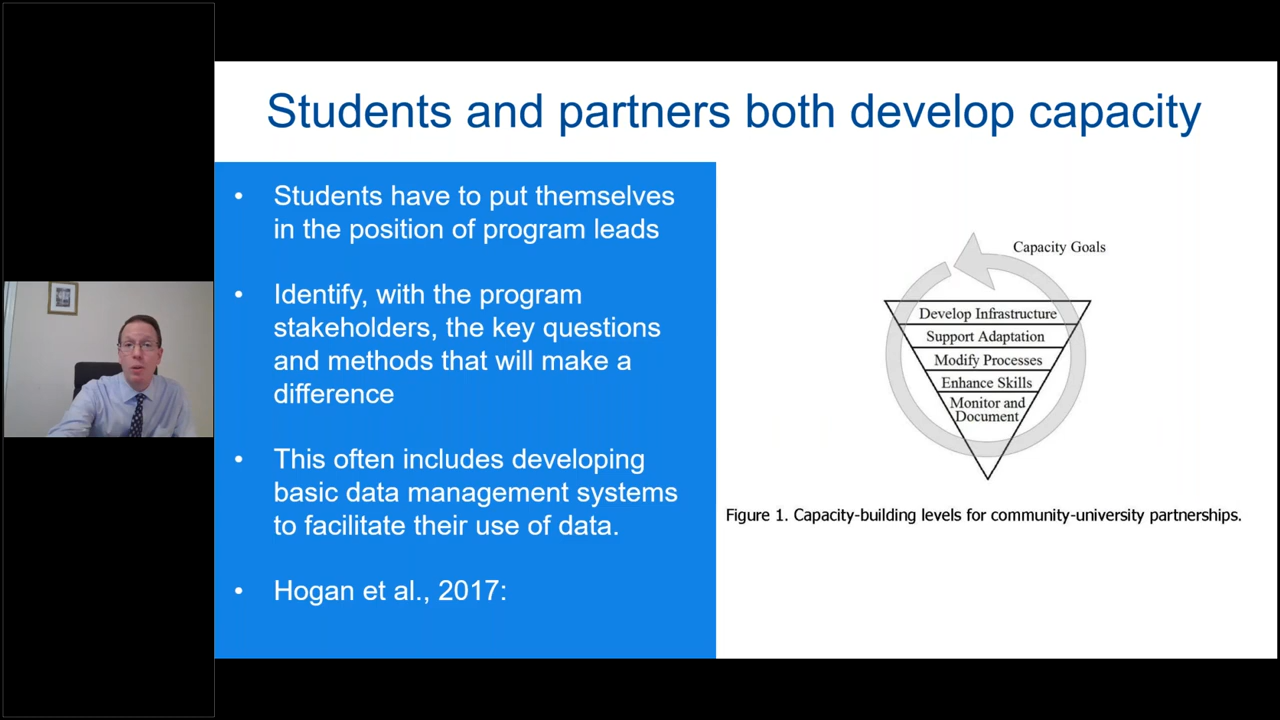 Students and partners both develop capacity
• Students have to put themselves
in the position of program leads
• Identify, with the program
stakeholders, the key questions
and methods that will make a
difference
• This often includes developing
basic data management systems
to facilitate their use of data.
• Hogan et al., 2017:
Capacity Goals
Develop Infrastructure
Support Adaptation
Modify Processes
Enhance Skills
Monitor and
Document
Figure 1. Capacity-building levels for community-university partnerships.